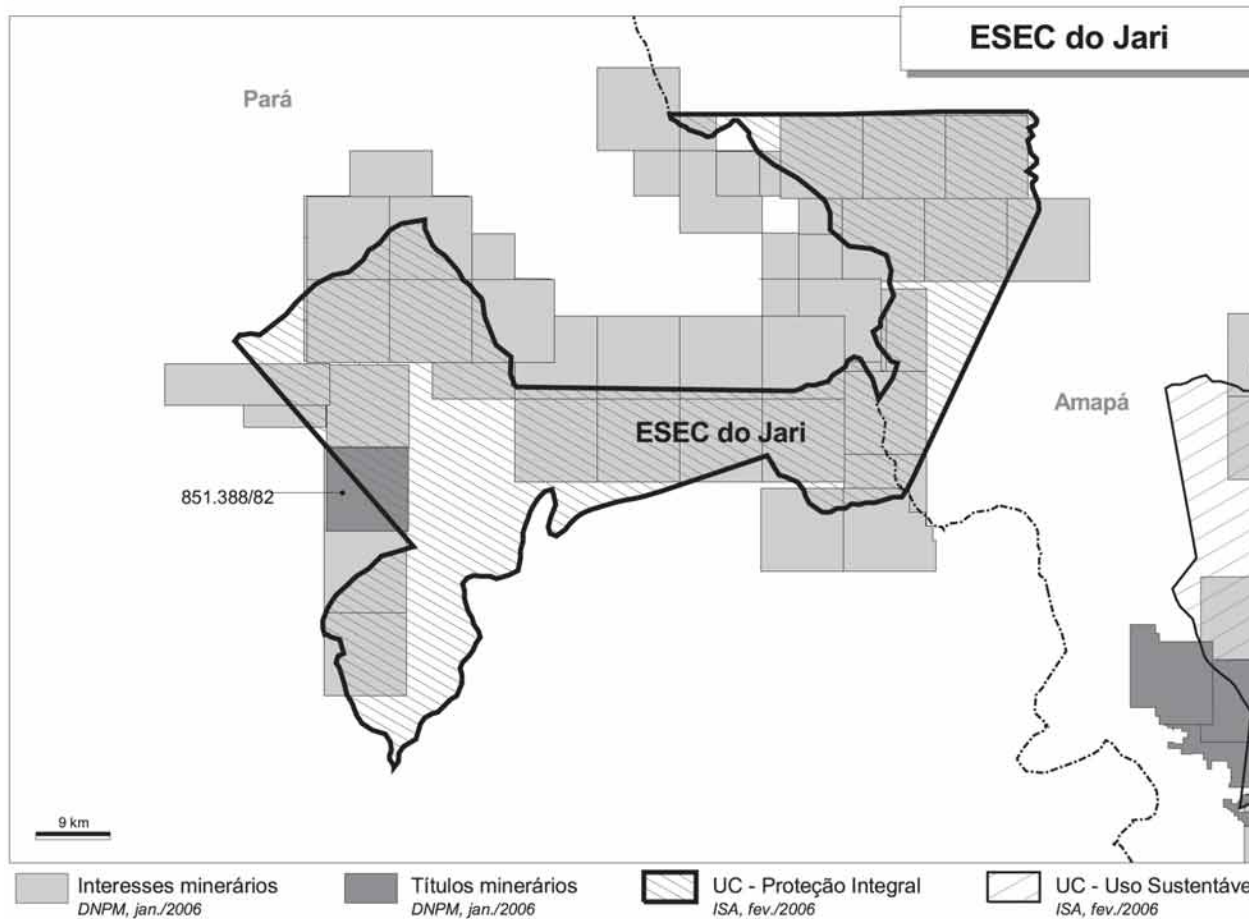 ESEC do Jari
Pará
Amapá
ESEC do Jari
851.388/82
9 km
Interesses minerários
DNPM, jan./2006
Títulos minerários
DNPM, jan./2006
UC - Proteção Integral
ISA, fev./2006
UC - Uso Sustentáve
ISA, fev./2006